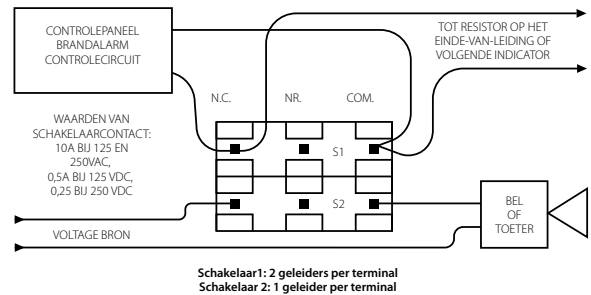 CONTROLEPANEEL
BRANDALARM
CONTROLECIRCUIT
TOT RESISTOR OP HET
EINDE-VAN-LEIDING OF
VOLGENDE INDICATOR
N.C.
NR.
COM.
WAARDEN VAN
SCHAKELAARCONTACT:
10A BIJ 125 EN
250VAC,
0,5A BIJ 125 VDC,
0,25 BIJ 250 VDC
S1
S2
BEL
OF
TOETER
VOLTAGE BRON
Schakelaar1: 2 geleiders per terminal
Schakelaar 2: 1 geleider per terminal